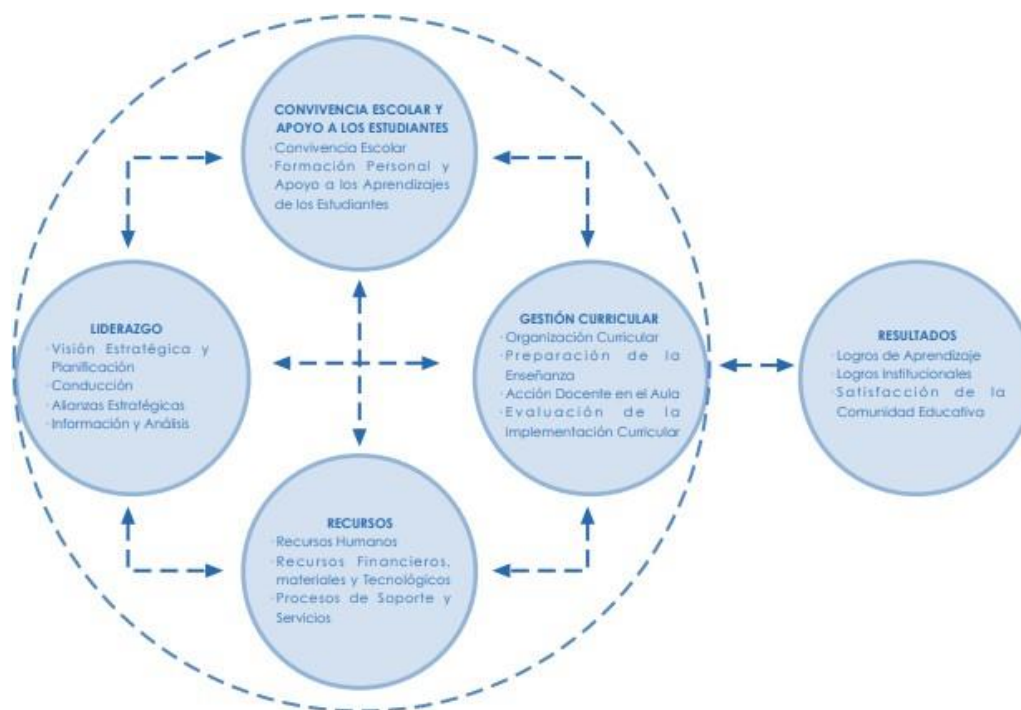 CONVIVENCIA ESCOLAR Y
APOYO A LOS ESTUDIANTES
·Convivencia Escolar
·Formación Personal y
Apoyo a los Aprendizajes
de los Estudiantes
LIDERAZGO
·Visión Estratégica y
Planificación
·Conducción
·Alianzas Estratégicas
·Información y Análisis
GESTIÓN CURRICULAR
·Organización Curricular
·Preparación de la
Enseñanza
·Acción Docente en el Aula
·Evaluación de la
Implementación Curricular
RESULTADOS
·Logros de Aprendizaje
·Logros Institucionales
·Satisfacción de la
Comunidad Educativa
RECURSOS
·Recursos Humanos
·Recursos Financieros,
materiales y Tecnológicos
·Procesos de Soporte y
Servicios